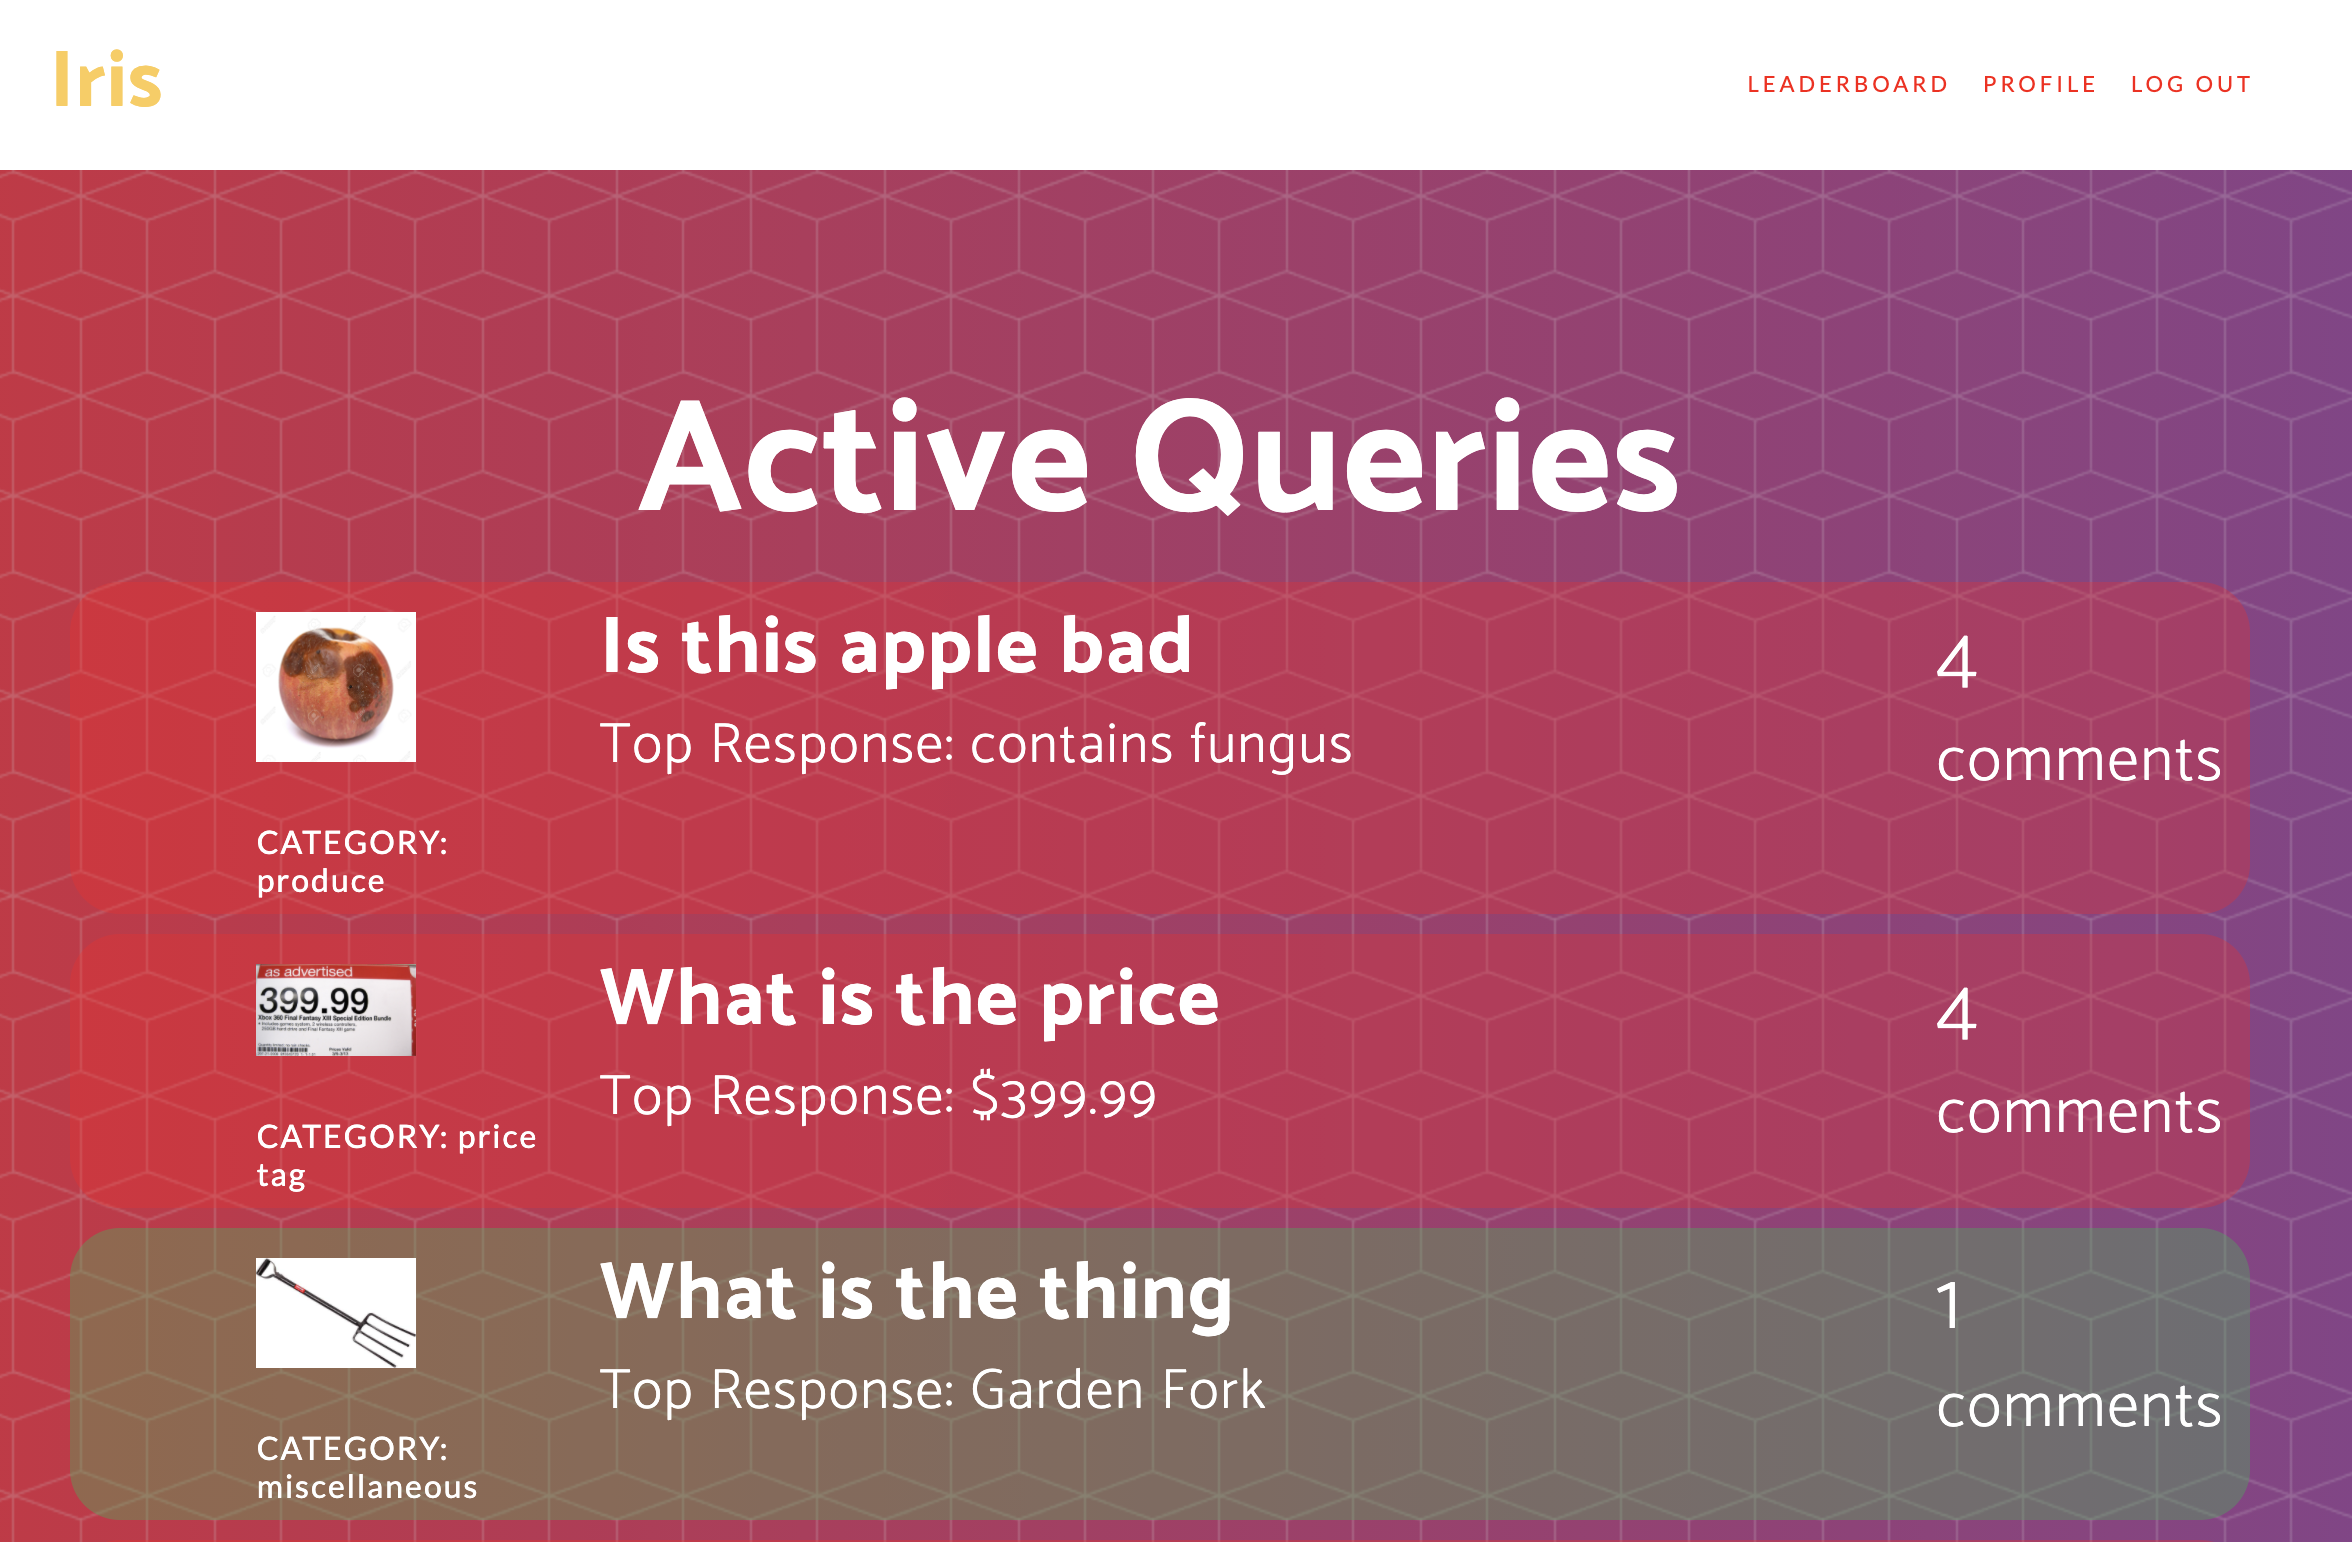 Iris
LEADERBOARD PROFILE LOG OUT
Active Queries
Is this apple bad
Top Response: contains fungus
4
comments
CATEGORY:
produce
as advertised
399.99
Xbox 360 Final Fantasy XIII Special Edition Bundle
What is the price
Top Response: $399.99
4
comments
CATEGORY: price
tag
What is the thing
Top Response: Garden Fork
1
comments
CATEGORY:
miscellaneous